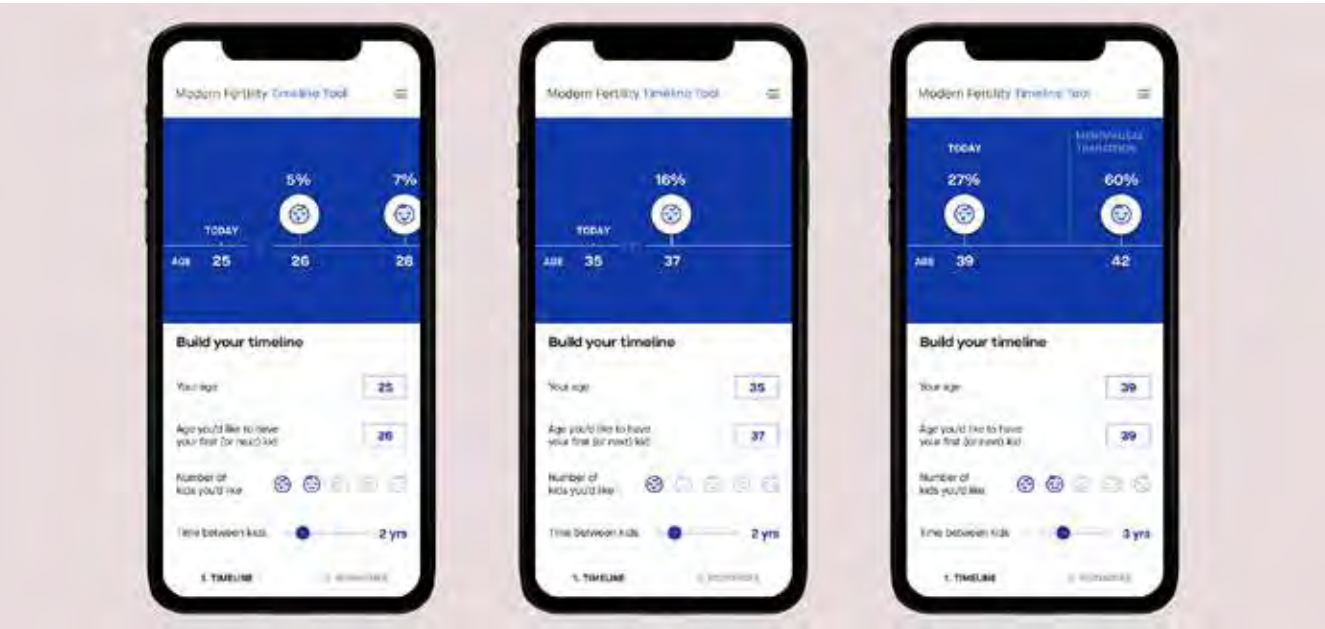 Modern Fertility Timeline Tool
5%
7%
TODAY
AGE 25 26 28
Build your timeline
Your age 25
Age you'd like to have
your first (or next) kid 26
Number of
kids you'd like
Time between kids 2 yrs
1. TIMELINE
Modern Fertility Timeline Tool
16%
TODAY
AGE 35 37
Build your timeline
Your age 35
Age you'd like to have
your first (or next) kid 37
Number of
kids you'd like
Time between kids 2 yrs
1. TIMELINE
Modern Fertility Timeline Tool
TODAY
MENOPAUSAL
TRANSITION
27% 60%
AGE 39 42
Build your timeline
Your age 39
Age you'd like to have
your first (or next) kid 39
Number of
kids you'd like
Time between kids 3 yrs
1. TIMELINE